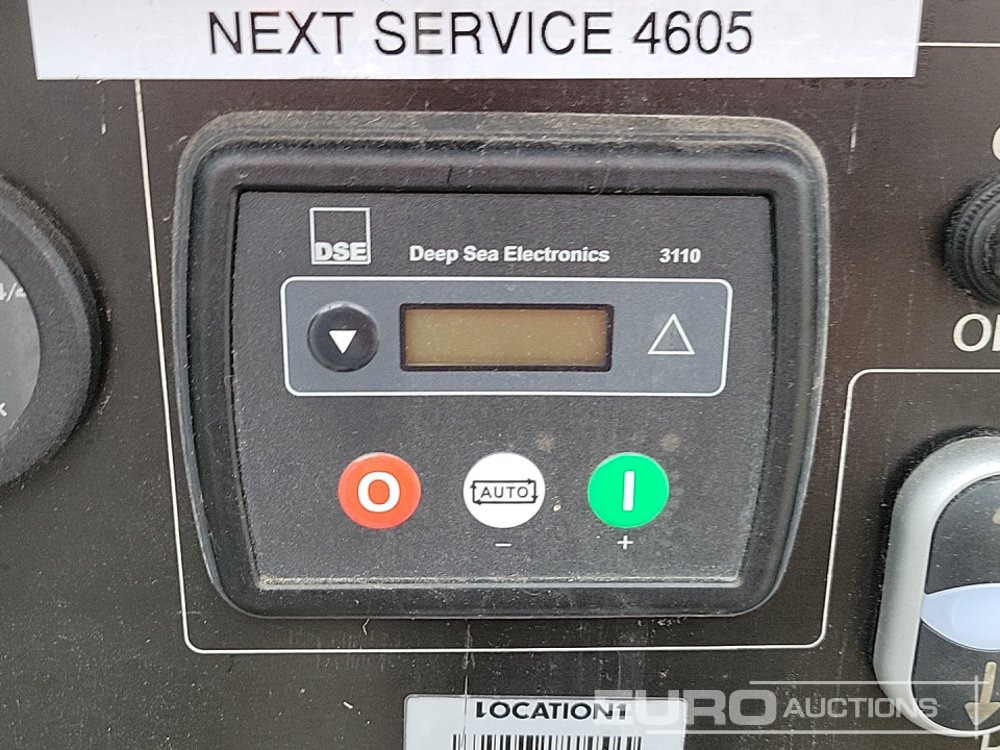 NEXT SERVICE 4605
DSE
Deep Sea Electronics 3110
O AUTO I
- +
LOCATION1
EURO AUCTIONS